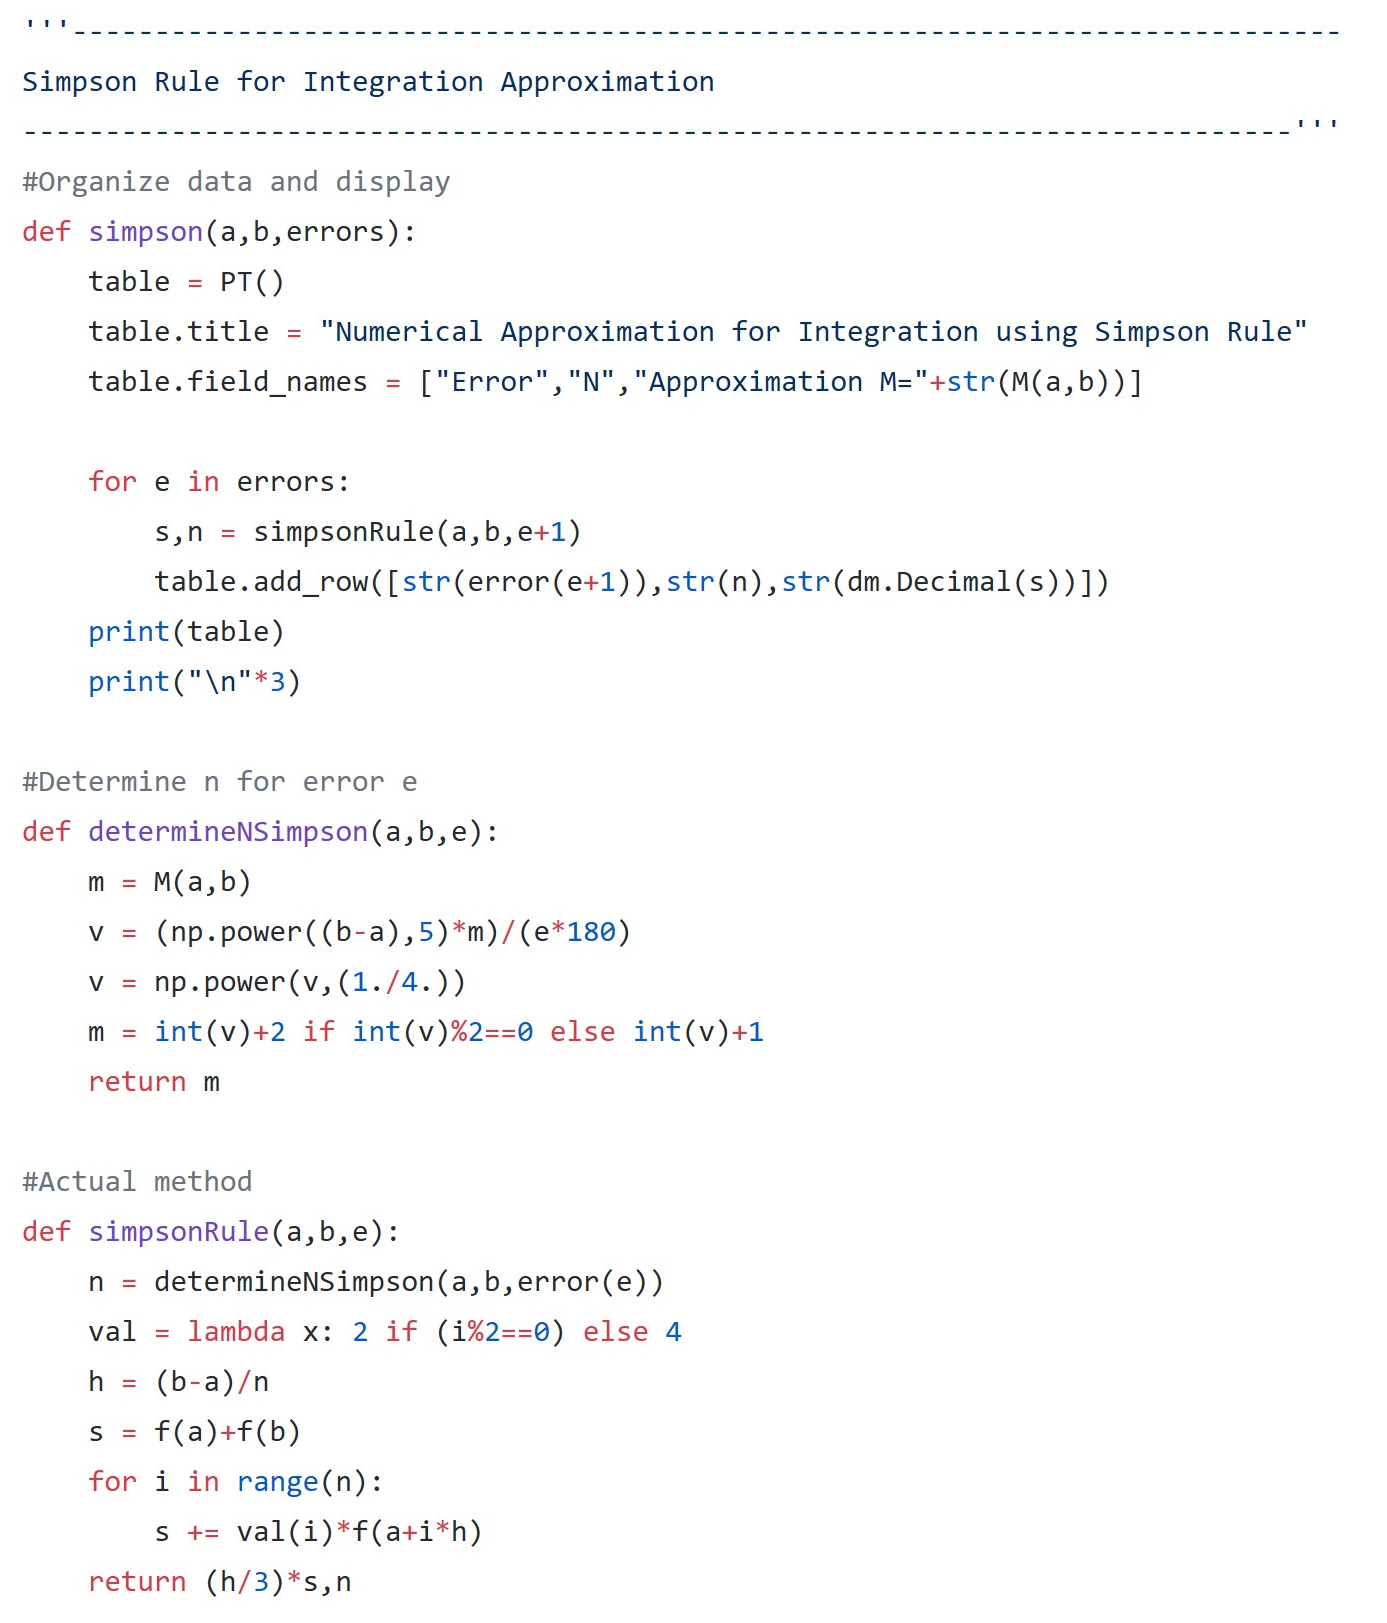 '''-----------------------------------------------------------------------------
Simpson Rule for Integration Approximation
-----------------------------------------------------------------------------'''
#Organize data and display
def simpson(a,b,errors):
    table = PT()
    table.title = "Numerical Approximation for Integration using Simpson Rule"
    table.field_names = ["Error","N","Approximation M="+str(M(a,b))]

    for e in errors:
        s,n = simpsonRule(a,b,e+1)
        table.add_row([str(error(e+1)),str(n),str(dm.Decimal(s))])
    print(table)
    print("\n"*3)

#Determine n for error e
def determineNSimpson(a,b,e):
    m = M(a,b)
    v = (np.power((b-a),5)*m)/(e*180)
    v = np.power(v,(1./4.))
    m = int(v)+2 if int(v)%2==0 else int(v)+1
    return m

#Actual method
def simpsonRule(a,b,e):
    n = determineNSimpson(a,b,error(e))
    val = lambda x: 2 if (i%2==0) else 4
    h = (b-a)/n
    s = f(a)+f(b)
    for i in range(n):
        s += val(i)*f(a+i*h)
    return (h/3)*s,n